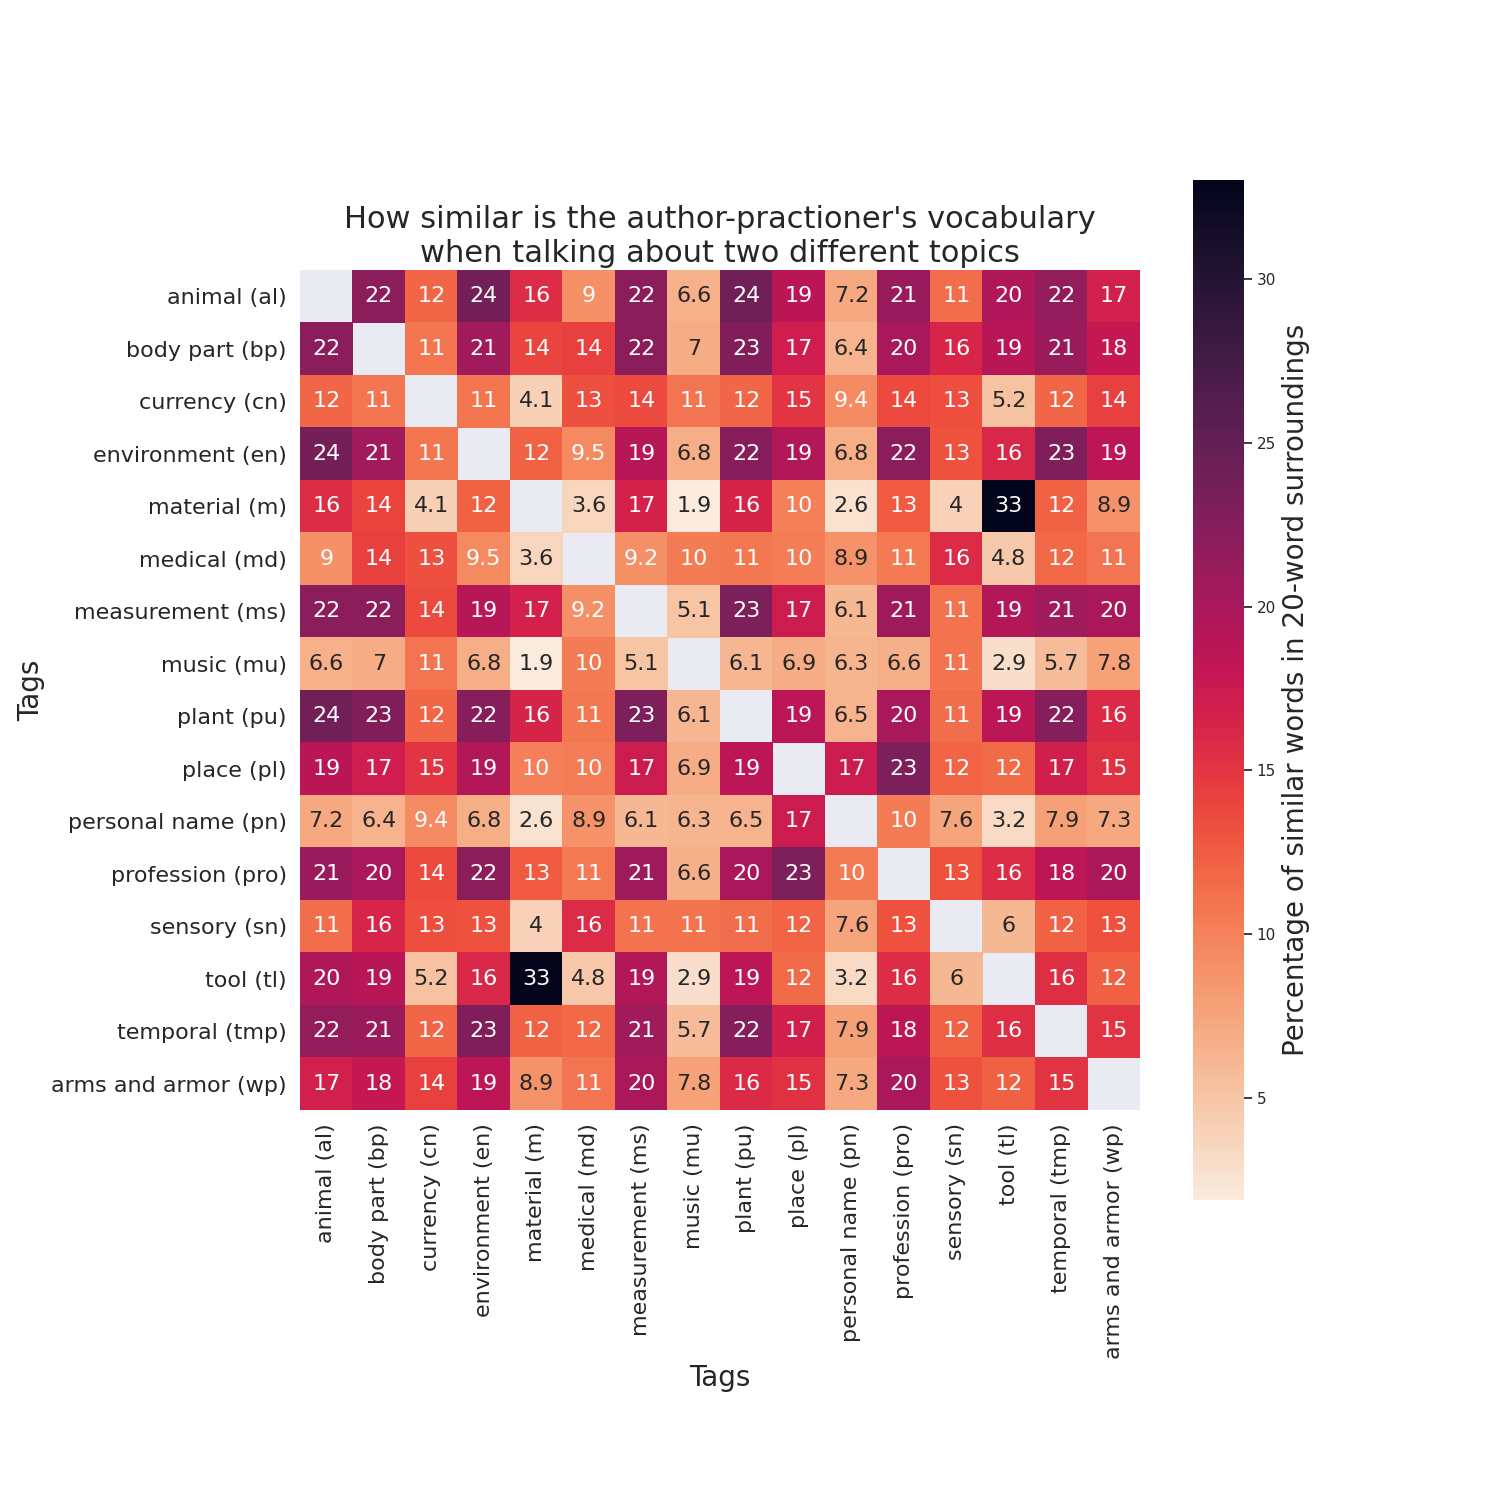 How similar is the author-practioner's vocabulary
when talking about two different topics
animal (al) 22 12 24 16 9 22 6.6 24 19 7.2 21 11 20 22 17
body part (bp) 22 11 21 14 14 22 7 23 17 6.4 20 16 19 21 18
currency (cn) 12 11 11 4.1 13 14 11 12 15 9.4 14 13 5.2 12 14
environment (en) 24 21 11 12 9.5 19 6.8 22 19 6.8 22 13 16 23 19
material (m) 16 14 4.1 12 3.6 17 1.9 16 10 2.6 13 4 33 12 8.9
medical (md) 9 14 13 9.5 3.6 9.2 10 11 10 8.9 11 16 4.8 12 11
measurement (ms) 22 22 14 19 17 9.2 5.1 23 17 6.1 21 11 19 21 20
music (mu) 6.6 7 11 6.8 1.9 10 5.1 6.1 6.9 6.3 6.6 11 2.9 5.7 7.8
plant (pu) 24 23 12 22 16 11 23 6.1 19 6.5 20 11 19 22 16
place (pl) 19 17 15 19 10 10 17 6.9 19 17 23 12 12 17 15
personal name (pn) 7.2 6.4 9.4 6.8 2.6 8.9 6.1 6.3 6.5 17 10 7.6 3.2 7.9 7.3
profession (pro) 21 20 14 22 13 11 21 6.6 20 23 10 13 16 18 20
sensory (sn) 11 16 13 13 4 16 11 11 11 12 7.6 13 6 12 13
tool (tl) 20 19 5.2 16 33 4.8 19 2.9 19 12 3.2 16 6 16 12
temporal (tmp) 22 21 12 23 12 12 21 5.7 22 17 7.9 18 12 16 15
arms and armor (wp) 17 18 14 19 8.9 11 20 7.8 16 15 7.3 20 13 12 15
Tags
animal (al)
body part (bp)
currency (cn)
environment (en)
material (m)
medical (md)
measurement (ms)
music (mu)
plant (pu)
place (pl)
personal name (pn)
profession (pro)
sensory (sn)
tool (tl)
temporal (tmp)
arms and armor (wp)
Tags
30
25
20
15
10
5
Percentage of similar words in 20-word surroundings